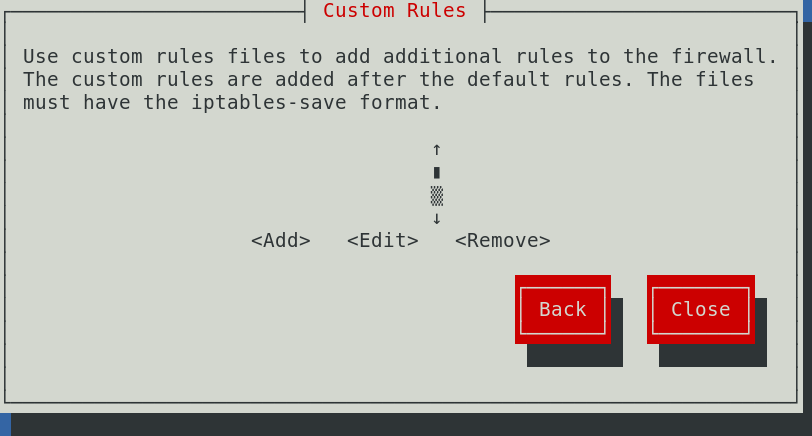 Custom Rules
Use custom rules files to add additional rules to the firewall.
The custom rules are added after the default rules. The files
must have the iptables-save format.
↑
↓
<Add> <Edit> <Remove>
Back Close